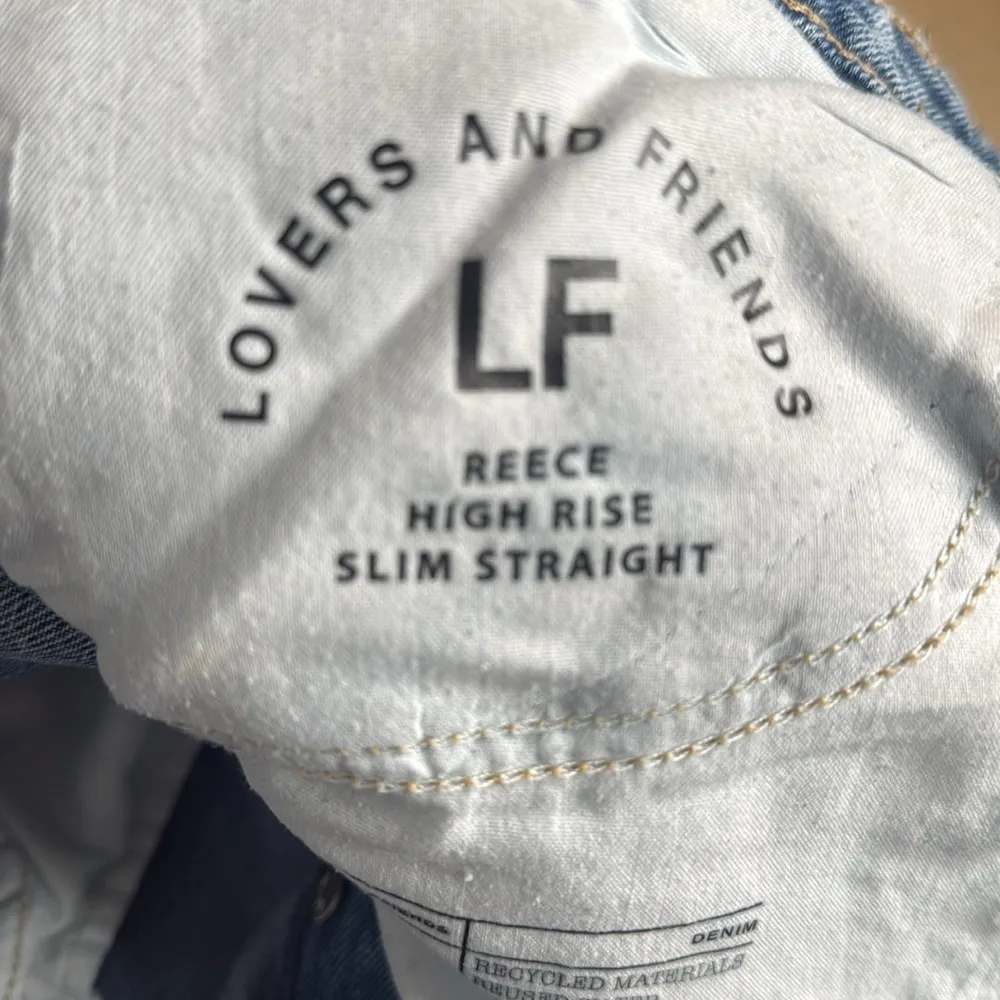 LOVERS AND FRIENDS
LF
REECE
HIGH RISE
SLIM STRAIGHT
DENIM
RECYCLED MATERIALS